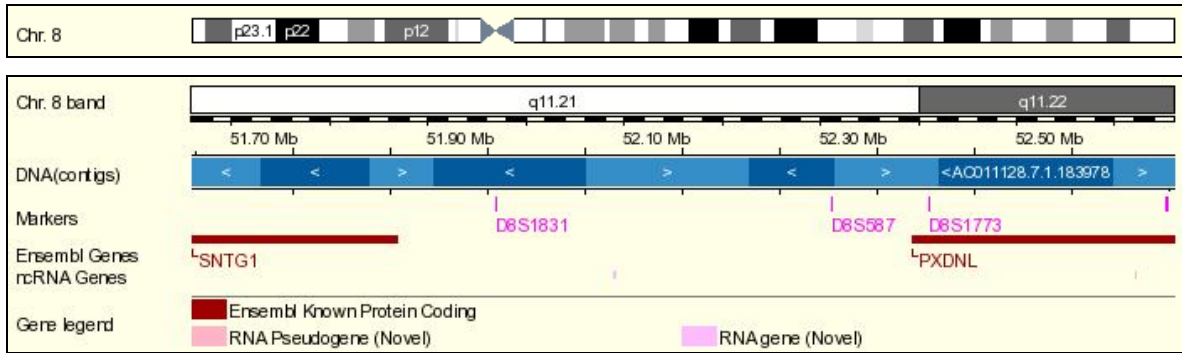 Chr. 8 p23.1 p22 p12
Chr. 8 band q11.21 q11.22
51.70 Mb 51.90 Mb 52.10 Mb 52.30 Mb 52.50 Mb
DNA(contigs) < < > < > < > <AC011128.7.1.183978 >
Markers
D8S1831 D8S587 D8S1773
Ensembl Genes SNTG1 PXDNL
ncRNA Genes
Gene legend
Ensembl Known Protein Coding
RNA Pseudogene (Novel) RNA gene (Novel)